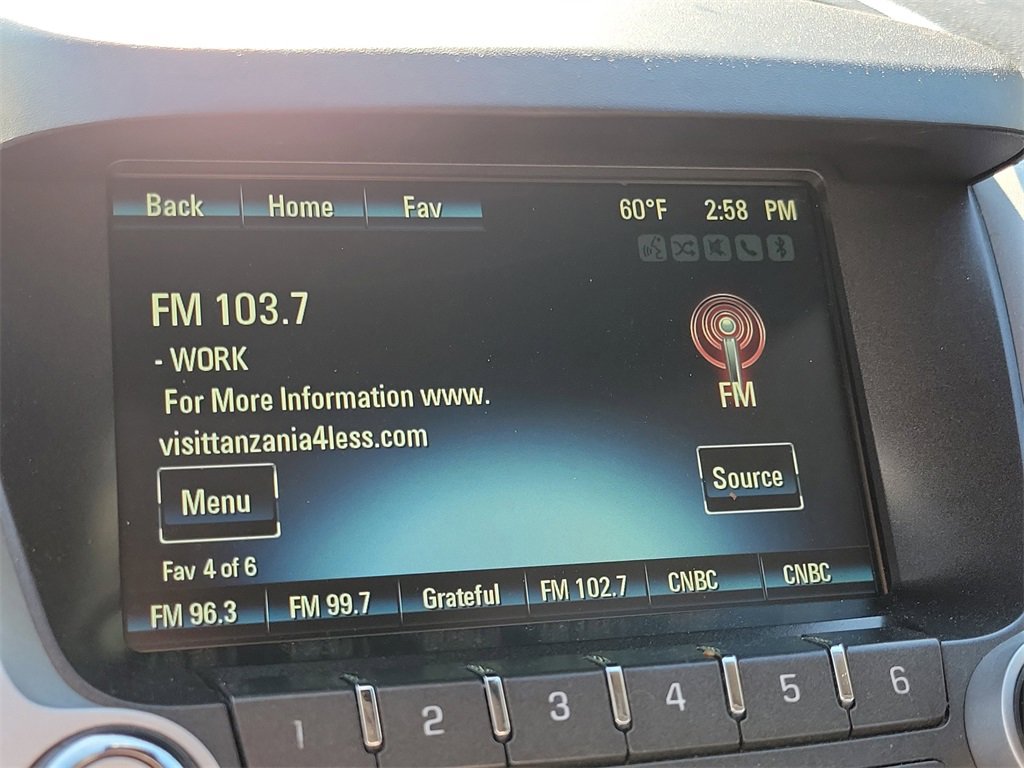 Back Home Fav 60°F 2:58 PM
FM 103.7
- WORK
For More Information www.
visittanzania4less.com
FM
Menu
Source
Fav 4 of 6
FM 96.3 FM 99.7 Grateful FM 102.7 CNBC CNBC
1 2 3 4 5 6